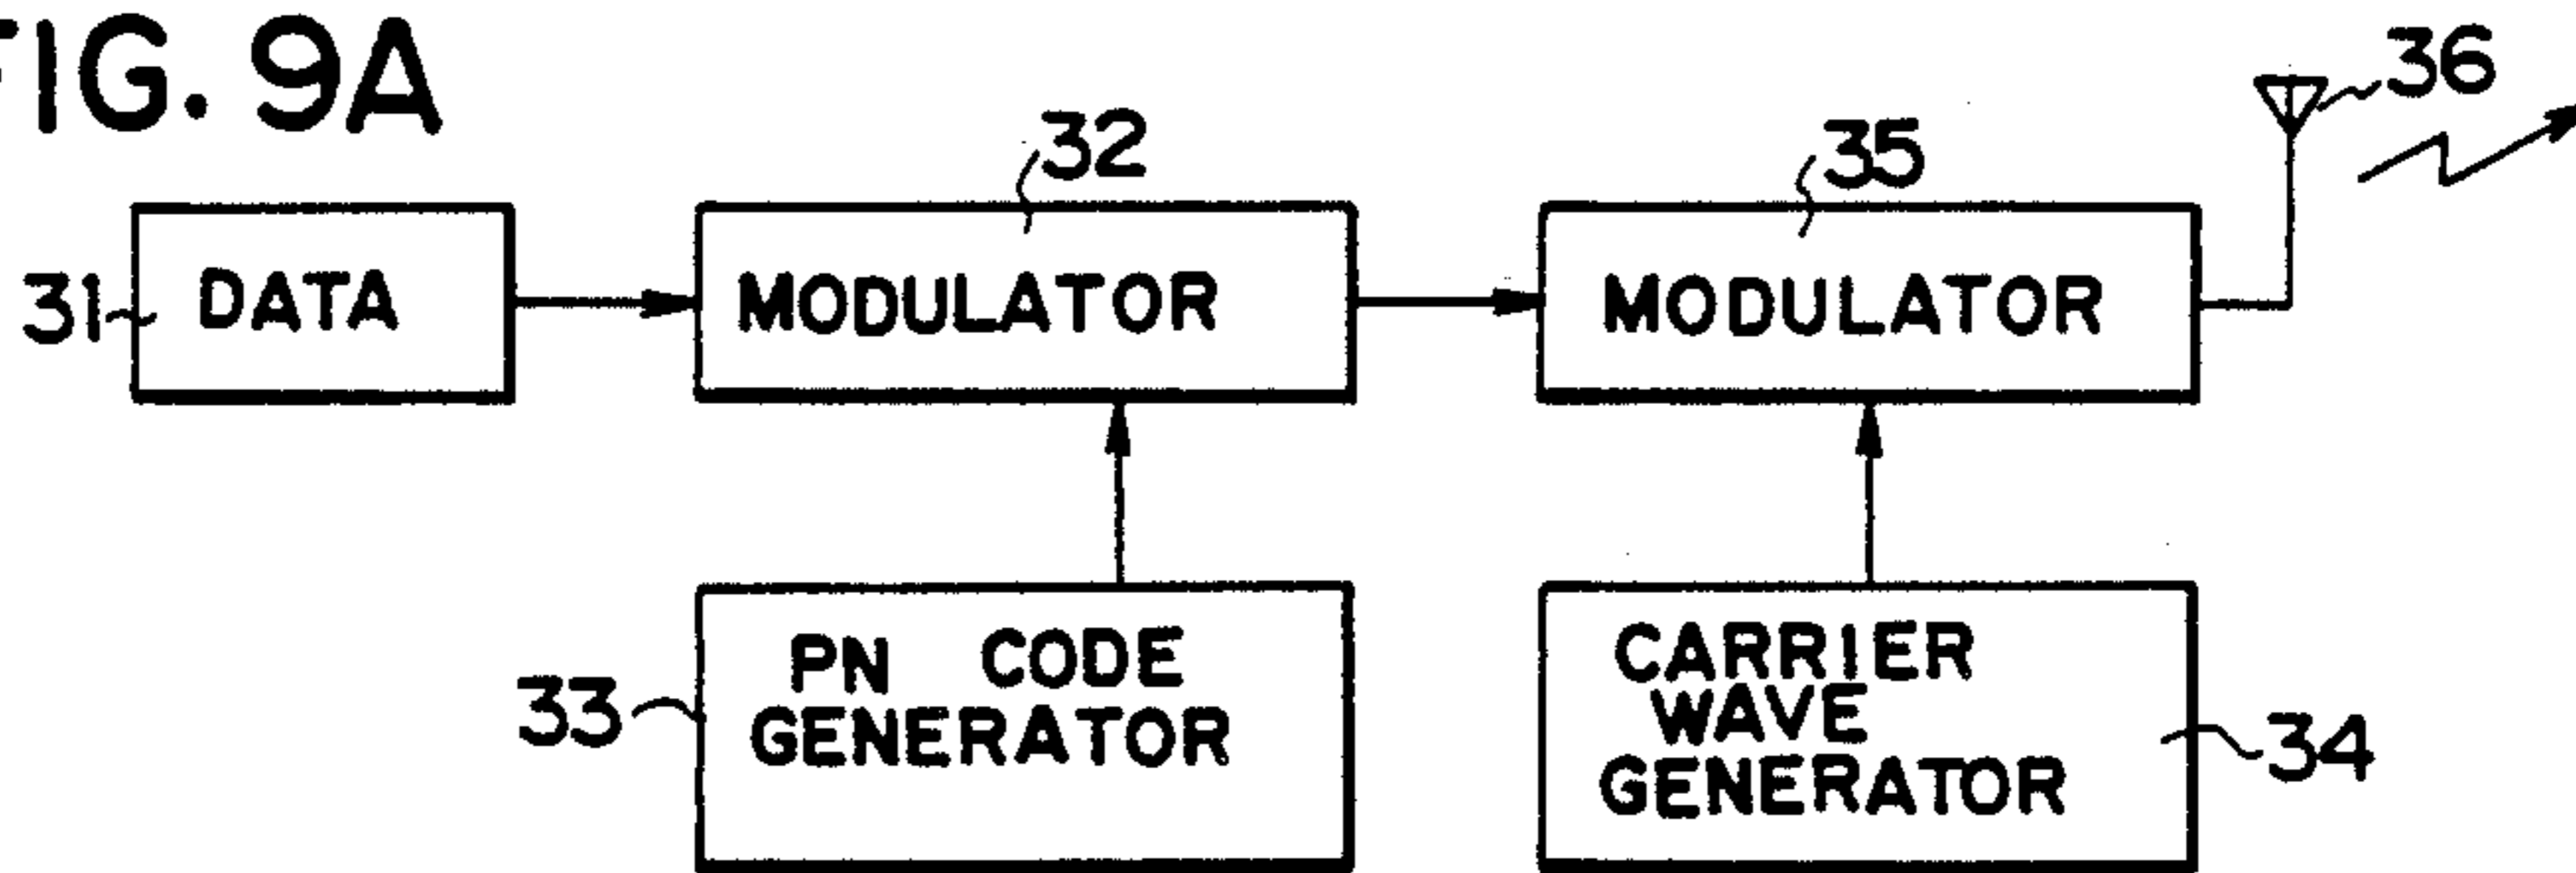 FIG. 9A
36
32
35
31
DATA
MODULATOR
MODULATOR
33
PN CODE
GENERATOR
CARRIER
WAVE
GENERATOR
34